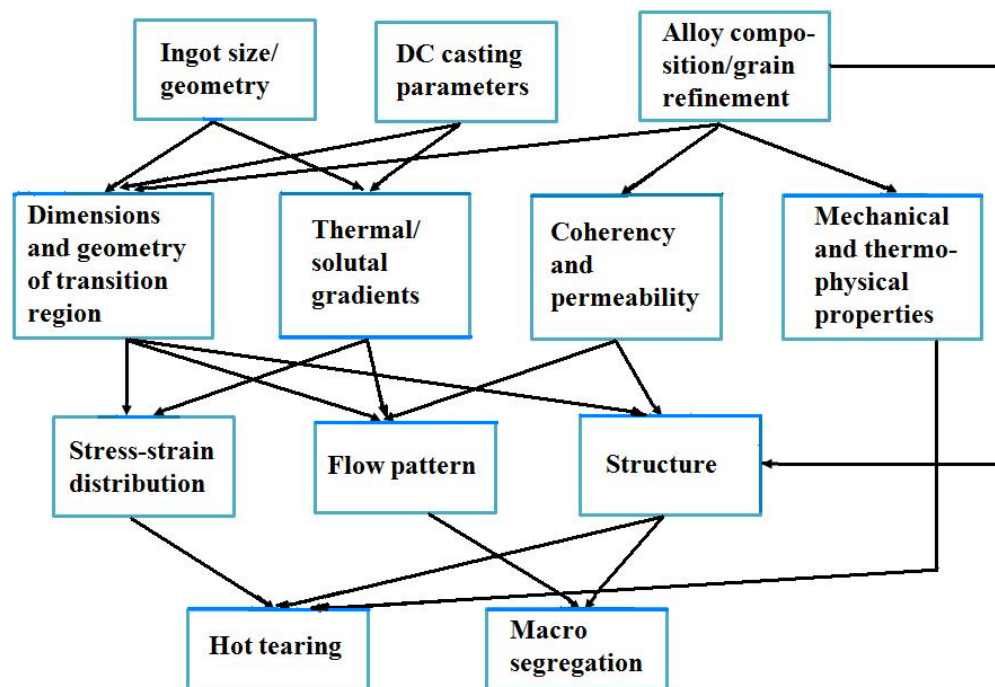 Ingot size/
geometry
DC casting
parameters
Alloy compo-
sition/grain
refinement
Dimensions
and geometry
of transition
region
Thermal/
solutal
gradients
Coherency
and
permeability
Mechanical
and thermo-
physical
properties
Stress-strain
distribution
Flow pattern
Structure
Hot tearing
Macro
segregation